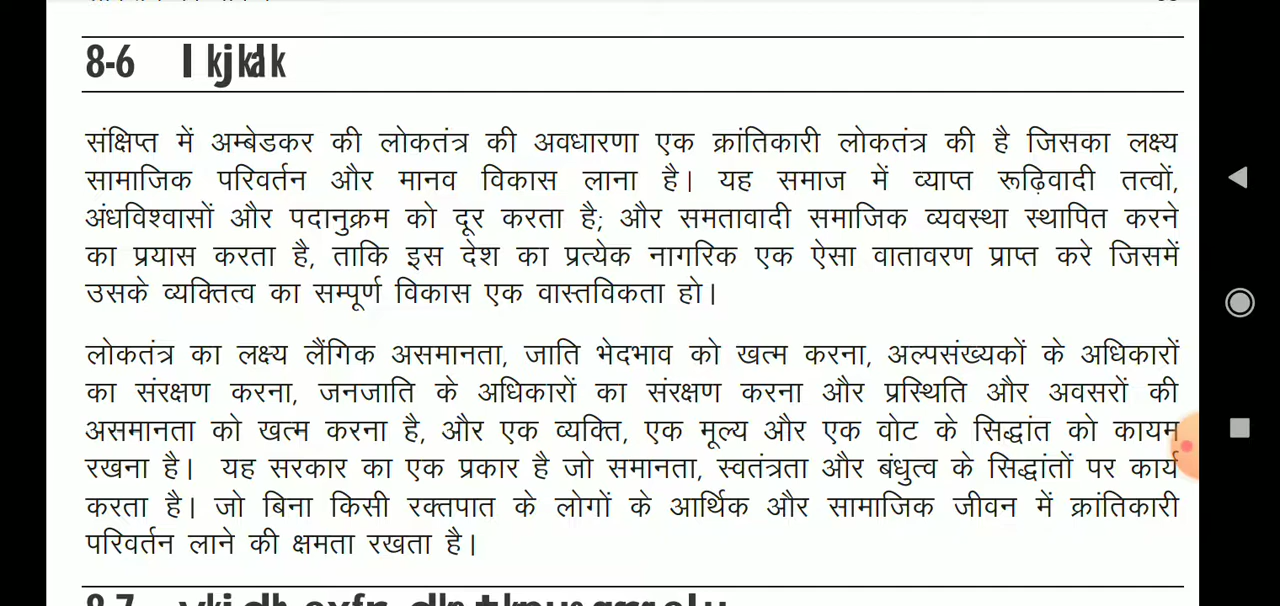 8-6 l kjkak
संक्षिप्त में अम्बेडकर की लोकतंत्र की अवधारणा एक क्रांतिकारी लोकतंत्र की है जिसका लक्ष्य
सामाजिक परिवर्तन और मानव विकास लाना है। यह समाज में व्याप्त रूढ़िवादी तत्वों,
अंधविश्वासों और पदानुक्रम को दूर करता है; और समतावादी समाजिक व्यवस्था स्थापित करने
का प्रयास करता है, ताकि इस देश का प्रत्येक नागरिक एक ऐसा वातावरण प्राप्त करे जिसमें
उसके व्यक्तित्व का सम्पूर्ण विकास एक वास्तविकता हो।
लोकतंत्र का लक्ष्य लैंगिक असमानता, जाति भेदभाव को खत्म करना, अल्पसंख्यकों के अधिकारों
का संरक्षण करना, जनजाति के अधिकारों का संरक्षण करना और प्रस्थिति और अवसरों की
असमानता को खत्म करना है, और एक व्यक्ति, एक मूल्य और एक वोट के सिद्धांत को कायम
रखना है। यह सरकार का एक प्रकार है जो समानता, स्वतंत्रता और बंधुत्व के सिद्धांतों पर कार्य
करता है। जो बिना किसी रक्तपात के लोगों के आर्थिक और सामाजिक जीवन में क्रांतिकारी
परिवर्तन लाने की क्षमता रखता है।
8-7